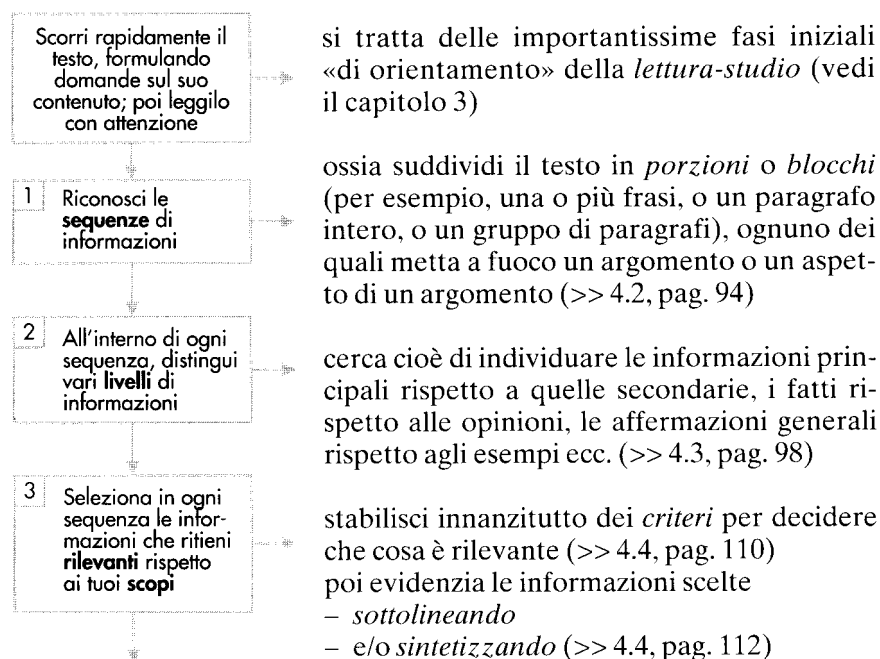 Scorri rapidamente il
testo, formulando
domande sul suo
contenuto; poi leggilo
con attenzione
si tratta delle importantissime fasi iniziali
«di orientamento» della lettura-studio (vedi
il capitolo 3)
1 Riconosci le
sequenze di
informazioni
ossia suddividi il testo in porzioni o blocchi
(per esempio, una o più frasi, o un paragrafo
intero, o un gruppo di paragrafi), ognuno dei
quali metta a fuoco un argomento o un aspet-
to di un argomento (>> 4.2, pag. 94)
2 All'interno di ogni
sequenza, distingui
vari livelli di
informazioni
cerca cioè di individuare le informazioni prin-
cipali rispetto a quelle secondarie, i fatti ri-
spetto alle opinioni, le affermazioni generali
rispetto agli esempi ecc. (>> 4.3, pag. 98)
3 Seleziona in ogni
sequenza le infor-
mazioni che ritieni
rilevanti rispetto
ai tuoi scopi
stabilisci innanzitutto dei criteri per decidere
che cosa è rilevante (>> 4.4, pag. 110)
poi evidenzia le informazioni scelte
– sottolineando
– e/o sintetizzando (>> 4.4, pag. 112)